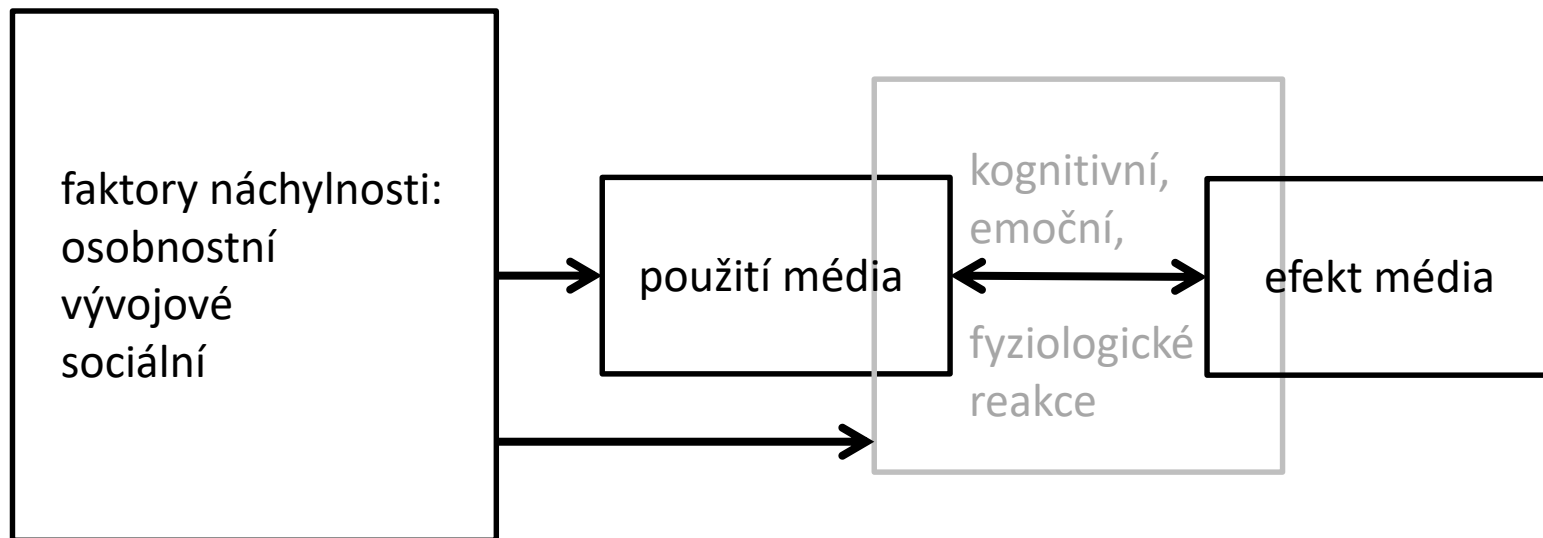 faktory náchylnosti:
osobnostní
vývojové
sociální
použití média
kognitivní,
emoční,
fyziologické
reakce
efekt média